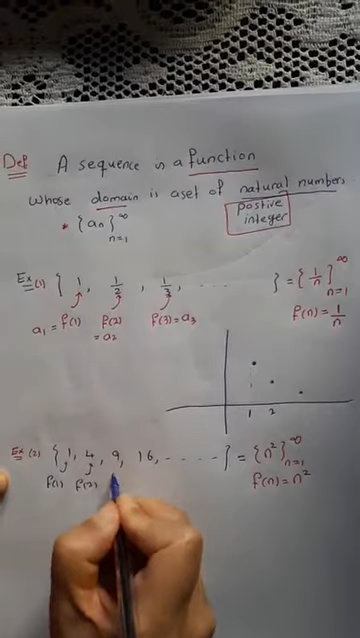 Def A sequence is a function
whose domain is a set of natural numbers
postive
integer
* {an}∞n=1
Ex (1) { 1, 1/2, 1/3, ..... } = {1/n}∞n=1
a1 = f(1) f(2) = a2 f(3) = a3 f(n) = 1/n
1 2
Ex (2) {1, 4, 9, 16, ------} = {n²}∞n=1
f(1) f(2) f(n) = n²